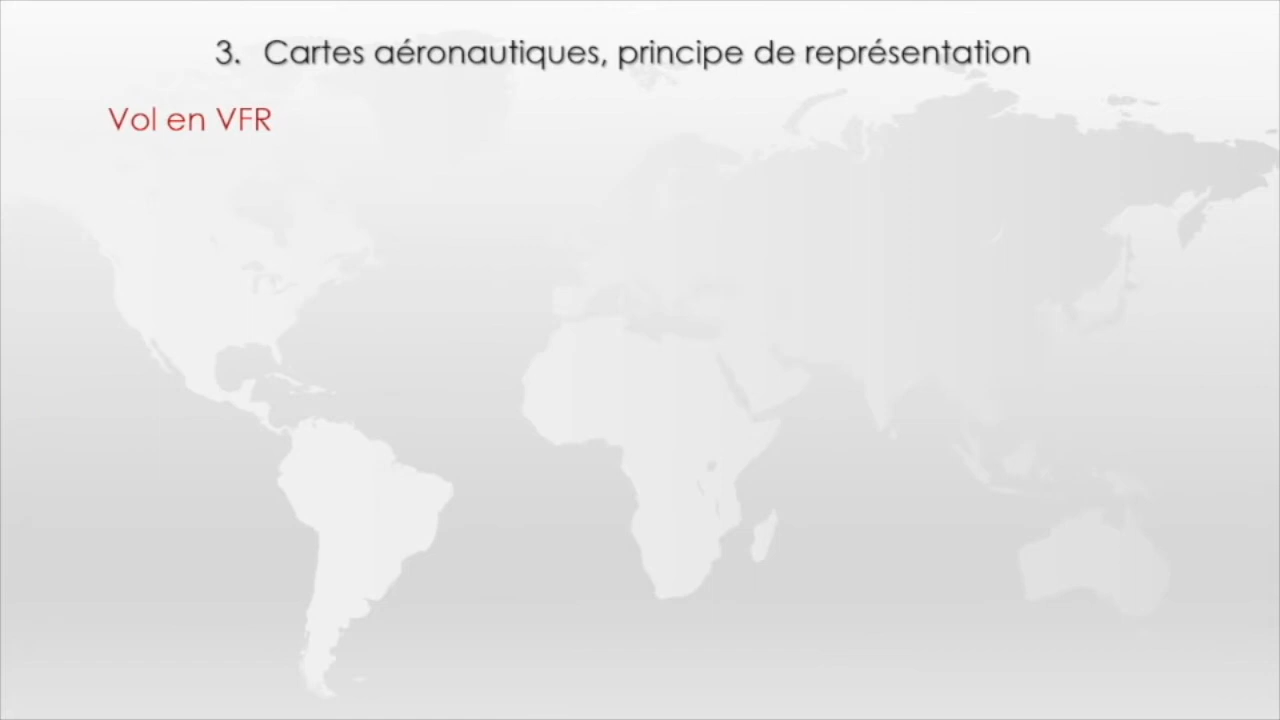 3. Cartes aéronautiques, principe de représentation
Vol en VFR